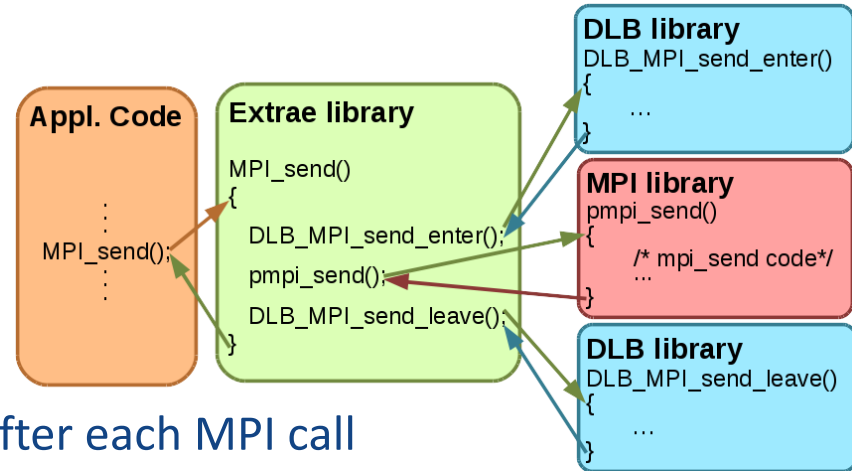 Appl. Code
.
.
.
MPI_send();
.
.
.
Extrae library
MPI_send()
{
DLB_MPI_send_enter();
pmpi_send();
DLB_MPI_send_leave();
}
DLB library
DLB_MPI_send_enter()
{
...
}
MPI library
pmpi_send()
{
/* mpi_send code*/
...
}
DLB library
DLB_MPI_send_leave()
{
...
}
each MPI call